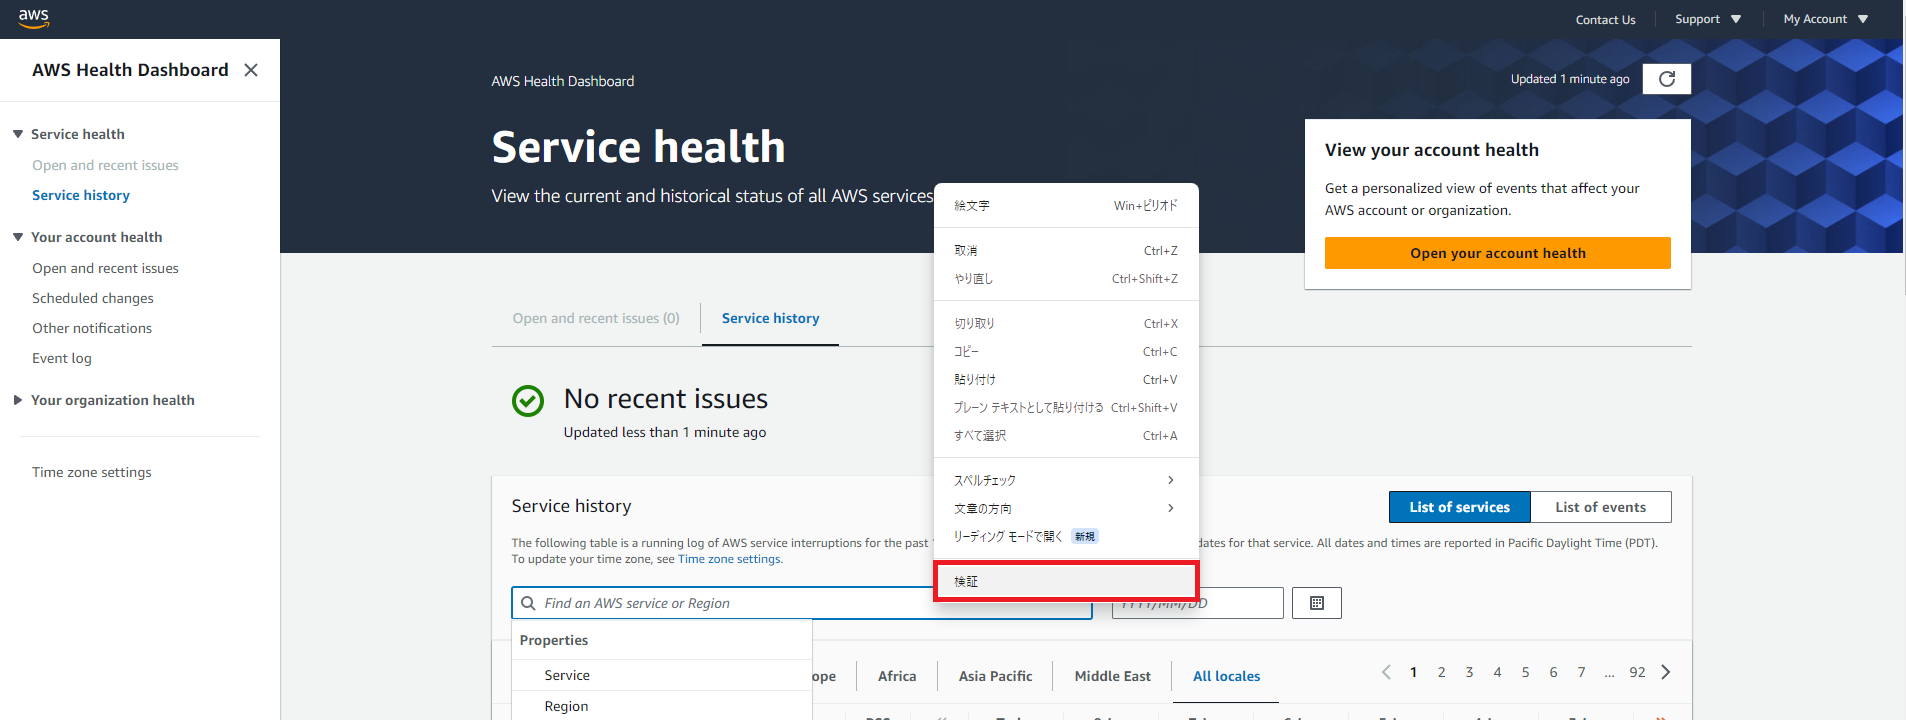 aws
Contact Us
Support
My Account
AWS Health Dashboard
Service health
Open and recent issues
Service history
Your account health
Open and recent issues
Scheduled changes
Other notifications
Event log
Your organization health
Time zone settings
AWS Health Dashboard
Updated 1 minute ago
Service health
View the current and historical status of all AWS services
View your account health
Get a personalized view of events that affect your
AWS account or organization.
Open your account health
Open and recent issues (0)
Service history
No recent issues
Updated less than 1 minute ago
絵文字 Win+ピリオド
取消 Ctrl+Z
やり直し Ctrl+Shift+Z
切り取り Ctrl+X
コピー Ctrl+C
貼り付け Ctrl+V
プレーン テキストとして貼り付ける Ctrl+Shift+V
すべて選択 Ctrl+A
スペルチェック
文章の方向
リーディング モードで開く 新規
検証
Service history
List of services
List of events
The following table is a running log of AWS service interruptions for the past
dates for that service. All dates and times are reported in Pacific Daylight Time (PDT).
To update your time zone, see Time zone settings.
Find an AWS service or Region
YYYY/MM/DD
Properties
Service
Region
ope
Africa
Asia Pacific
Middle East
All locales
1 2 3 4 5 6 7 ... 92